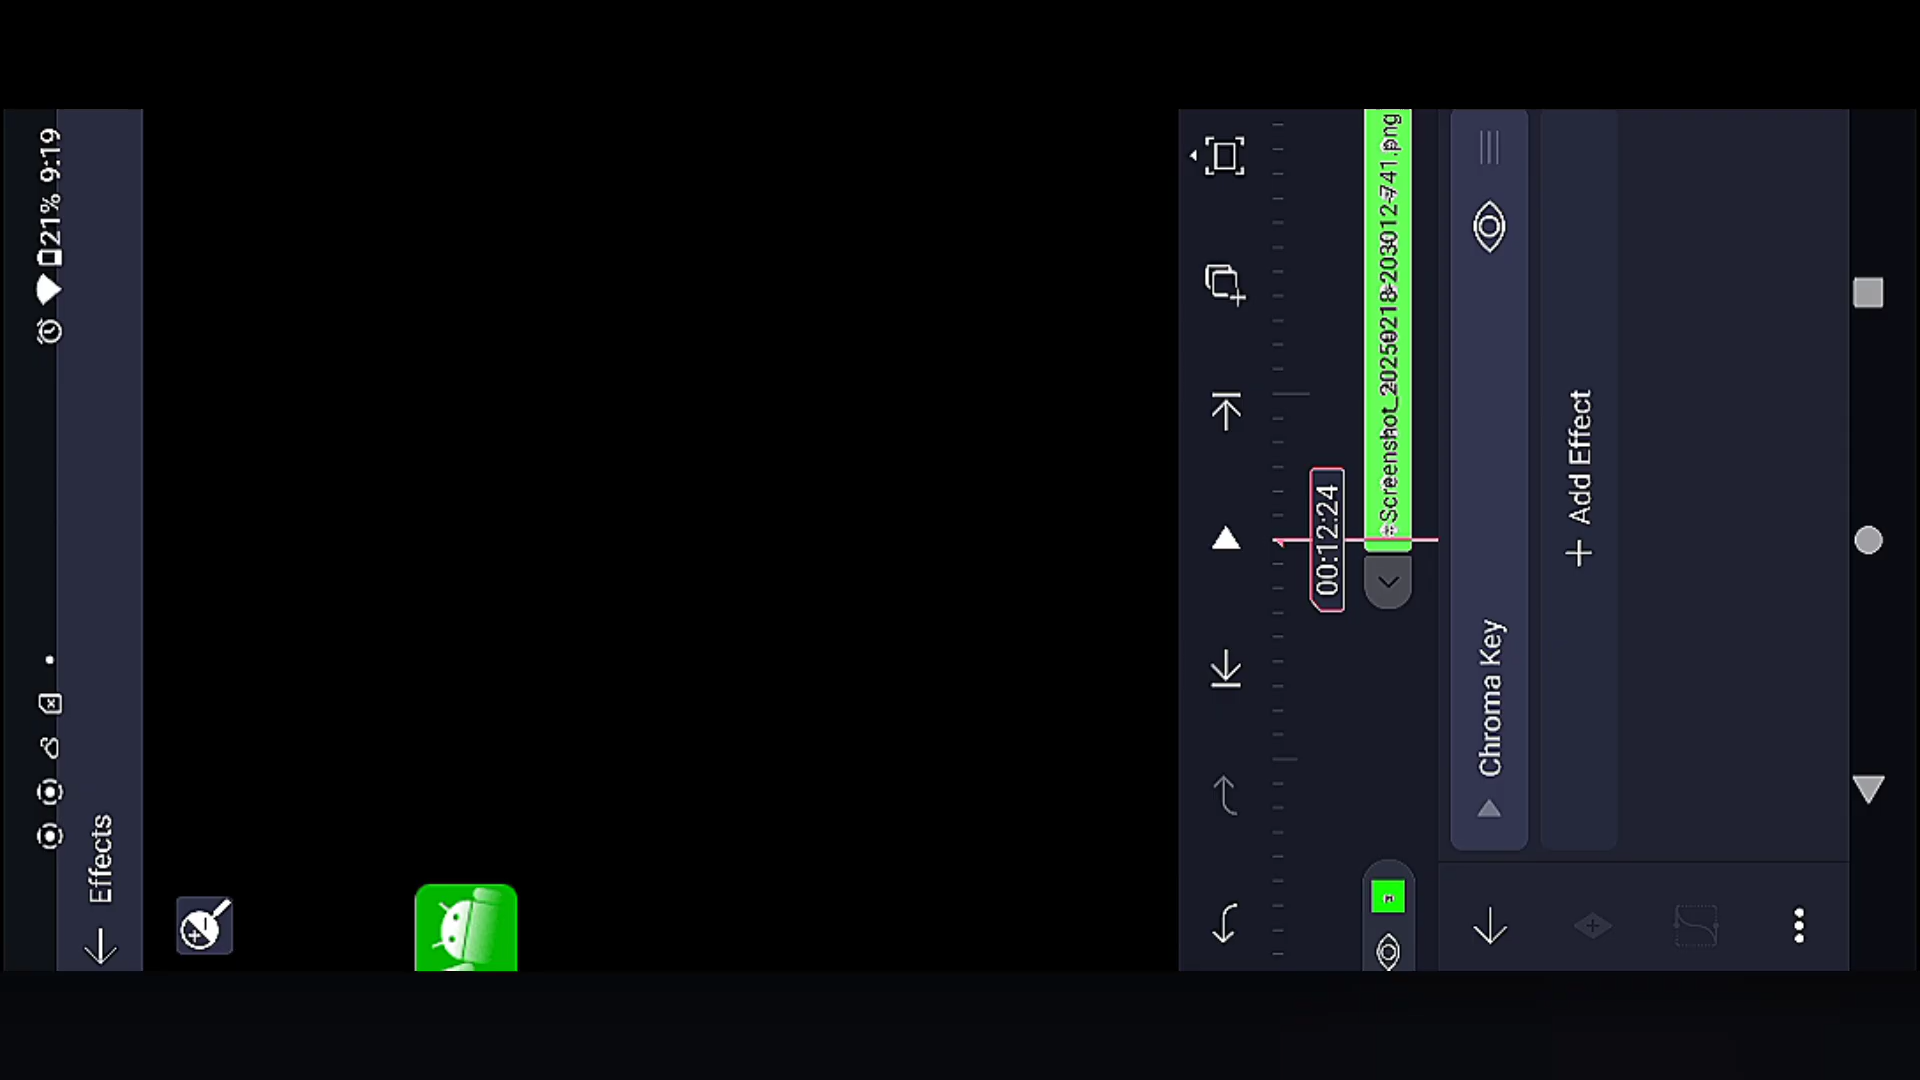 21% 9:19
Effects
00:12:24
Screenshot_20250218-203012~741.png
Chroma Key
+ Add Effect